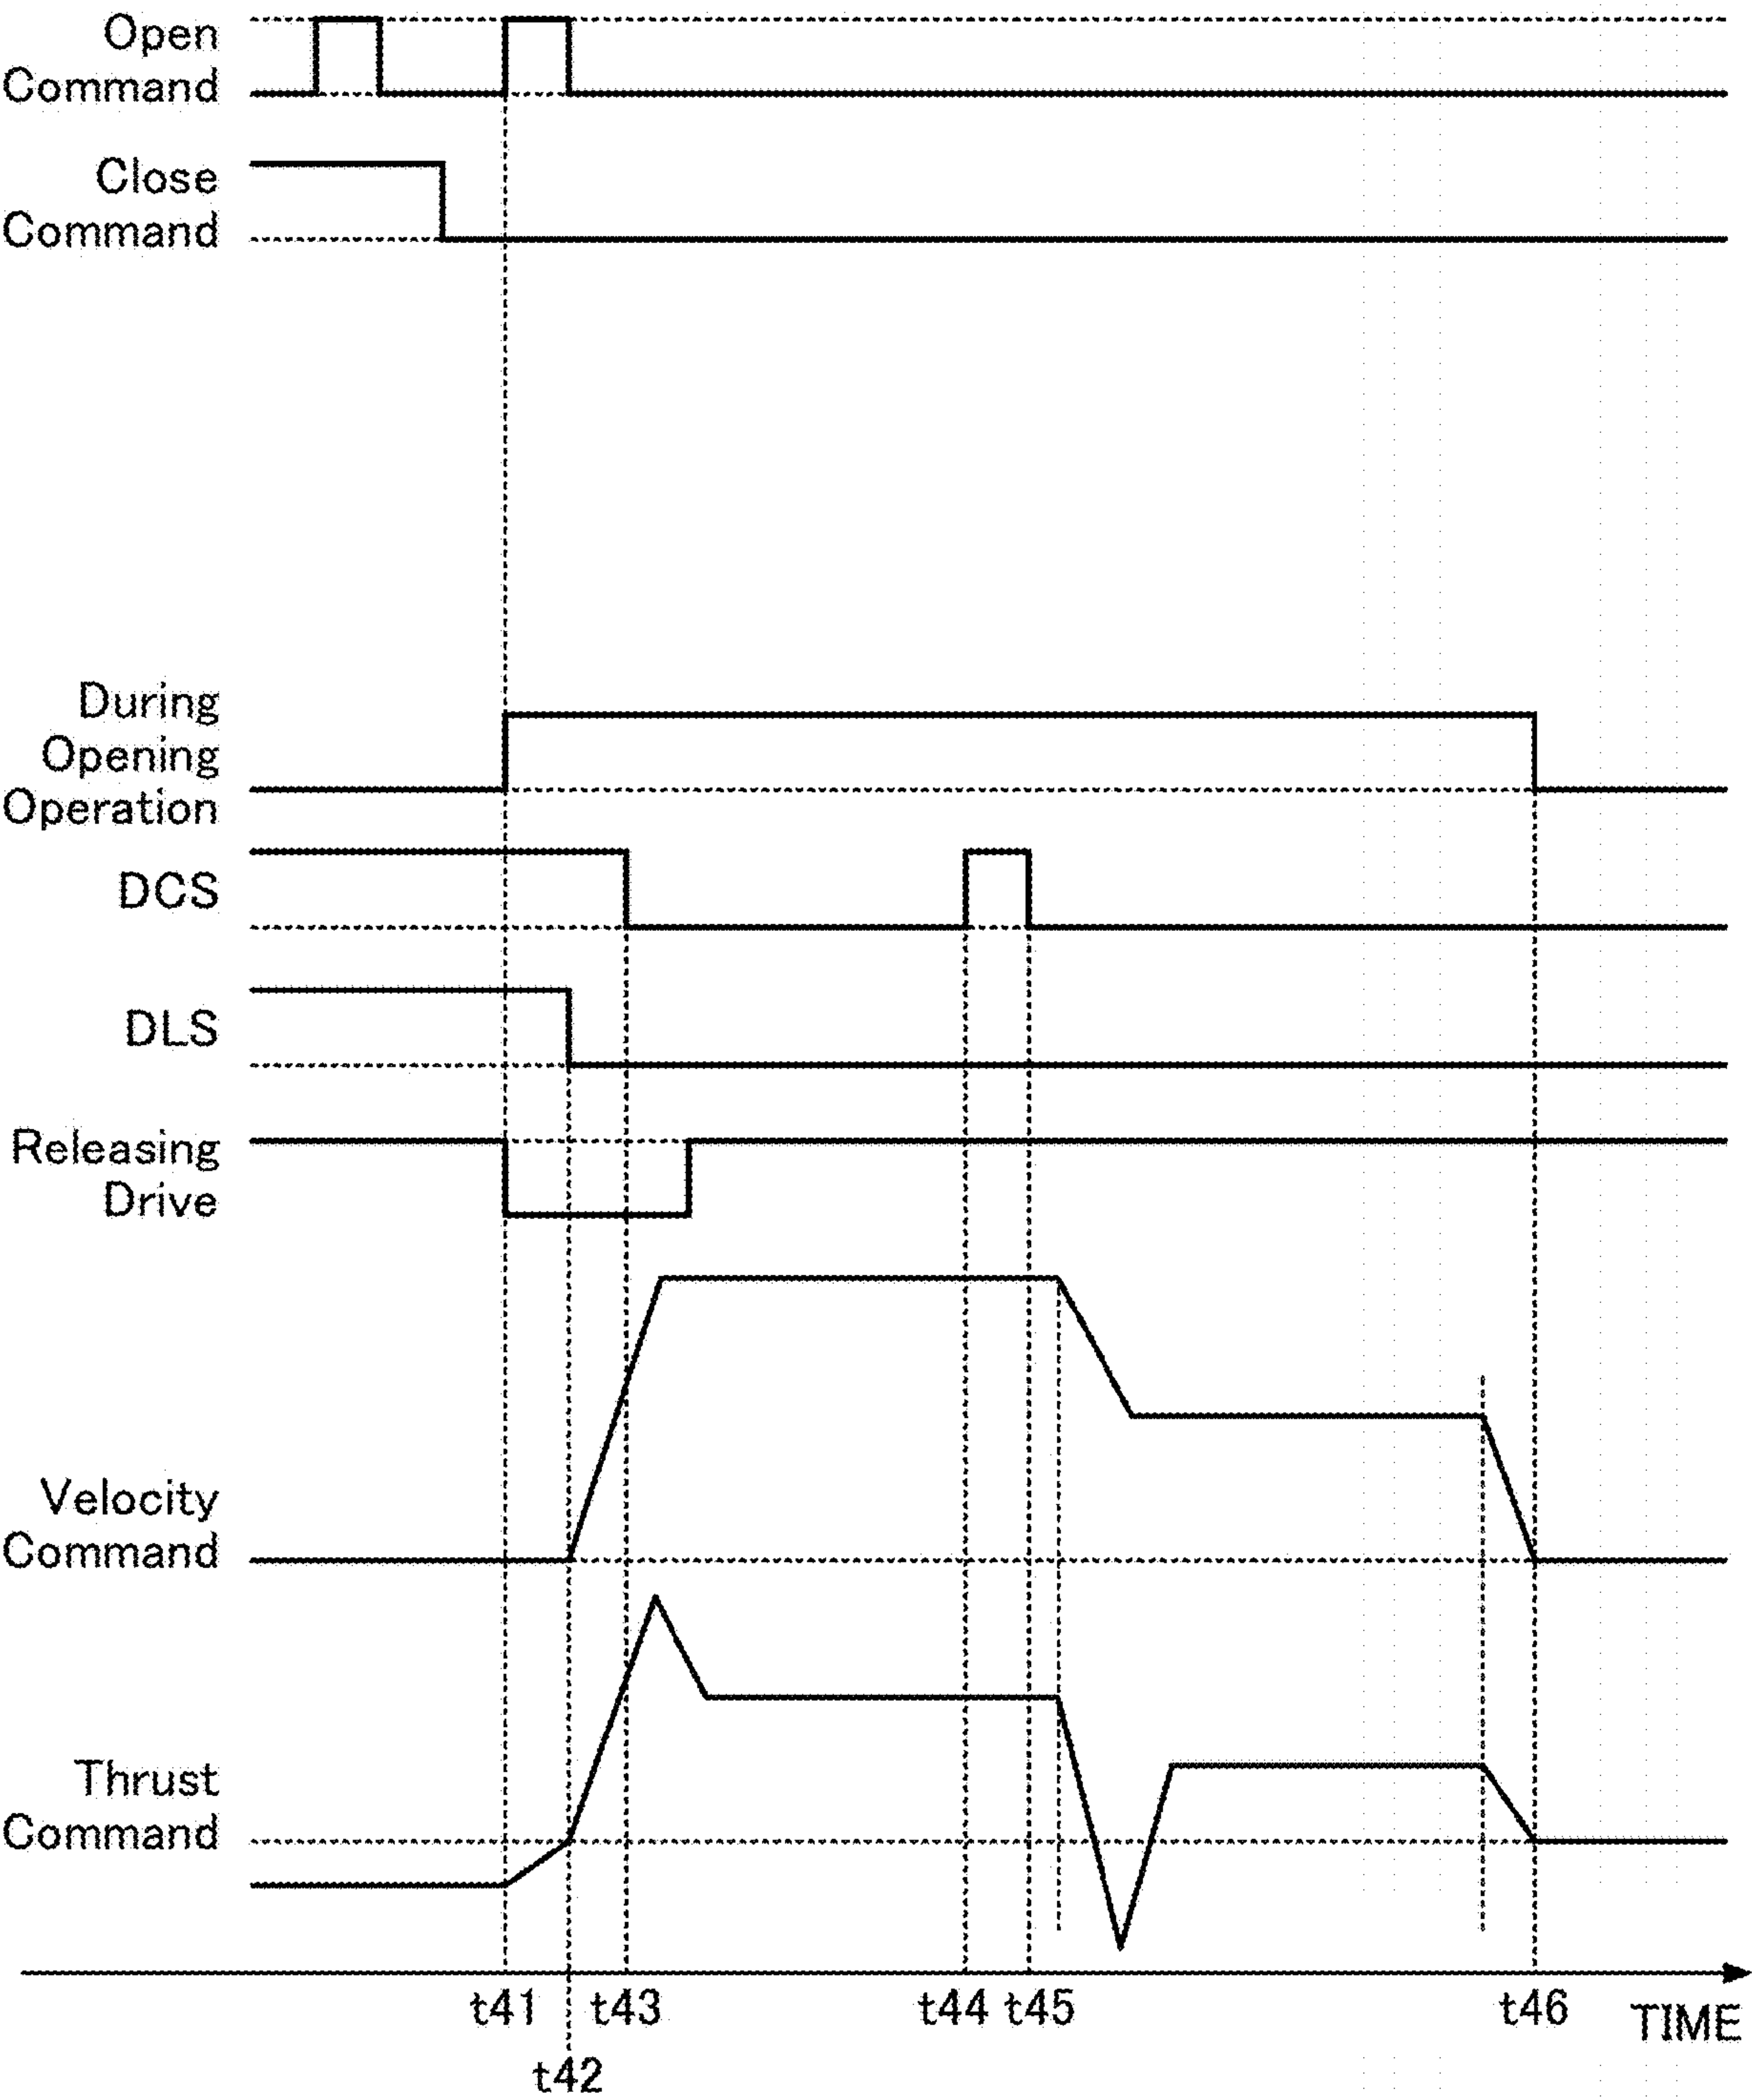 Open
Command
Close
Command
During
Opening
Operation
DCS
DLS
Releasing
Drive
Velocity
Command
Thrust
Command
t41 t43 t44 t45 t46 TIME
t42